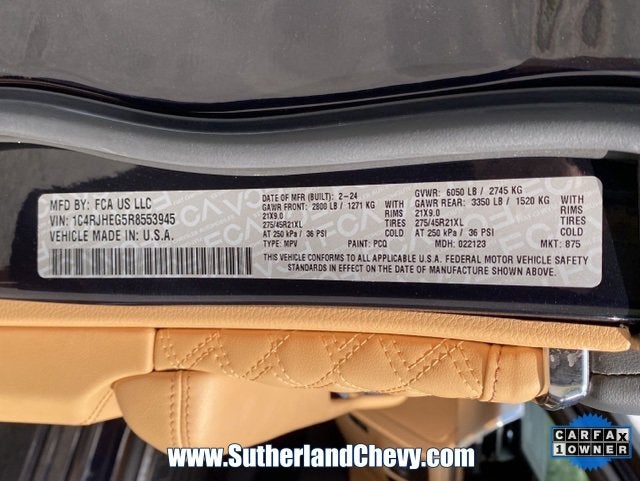 MFD BY: FCA US LLC
VIN: 1C4RJHEG5R8553945
VEHICLE MADE IN: U.S.A.
DATE OF MFR (BUILT): 2-24 GVWR: 6050 LB / 2745 KG
GAWR FRONT: 2800 LB / 1271 KG WITH GAWR REAR: 3350 LB / 1520 KG WITH
21X9.0 RIMS 21X9.0 RIMS
275/45R21XL TIRES 275/45R21XL TIRES
AT 250 kPa / 36 PSI COLD AT 250 kPa / 36 PSI COLD
TYPE: MPV PAINT: PCQ MDH: 022123 MKT: 875
THIS VEHICLE CONFORMS TO ALL APPLICABLE U.S.A. FEDERAL MOTOR VEHICLE SAFETY
STANDARDS IN EFFECT ON THE DATE OF MANUFACTURE SHOWN ABOVE.
www.SutherlandChevy.com
CARFAX
1 OWNER